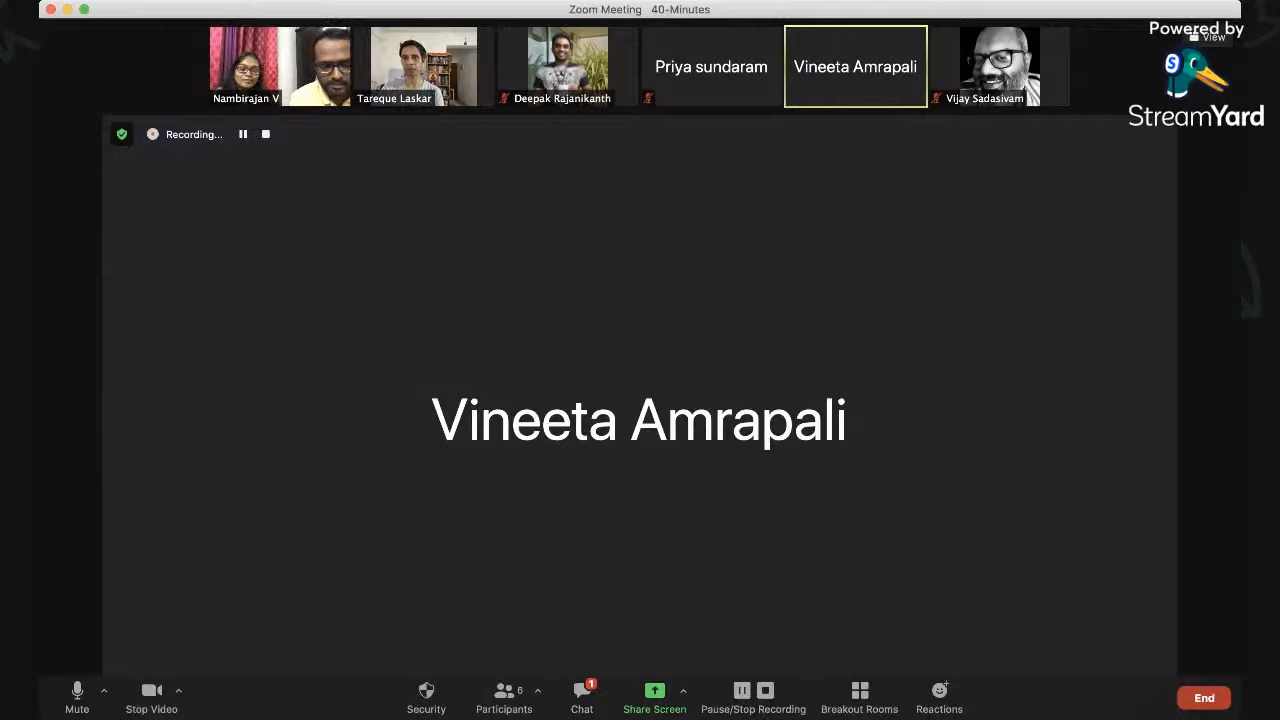 Zoom Meeting 40-Minutes
Powered by
View
StreamYard
Priya sundaram
Vineeta Amrapali
Nambirajan V
Tareque Laskar
Deepak Rajanikanth
Vijay Sadasivam
Recording...
Vineeta Amrapali
6
1
Mute
Stop Video
Security
Participants
Chat
Share Screen
Pause/Stop Recording
Breakout Rooms
Reactions
End